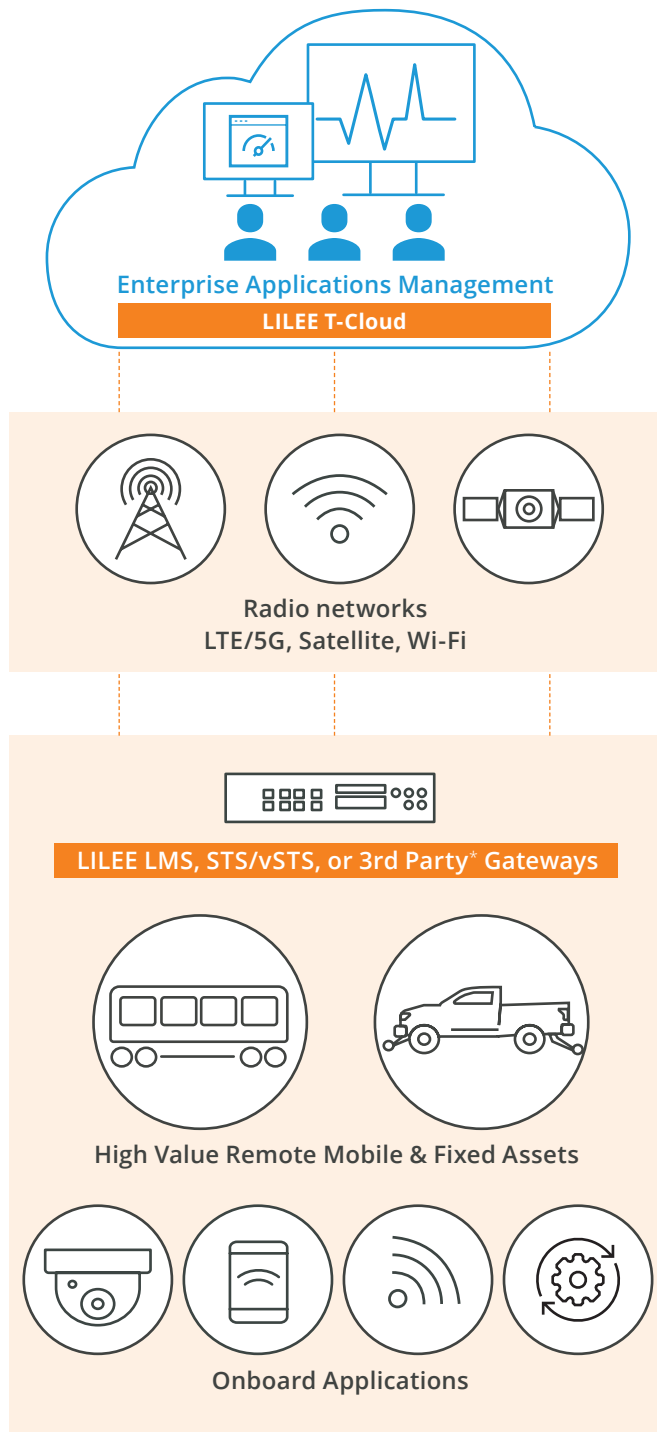 Enterprise Applications Management
LILEE T-Cloud
Radio networks
LTE/5G, Satellite, Wi-Fi
LILEE LMS, STS/vSTS, or 3rd Party* Gateways
High Value Remote Mobile & Fixed Assets
Onboard Applications